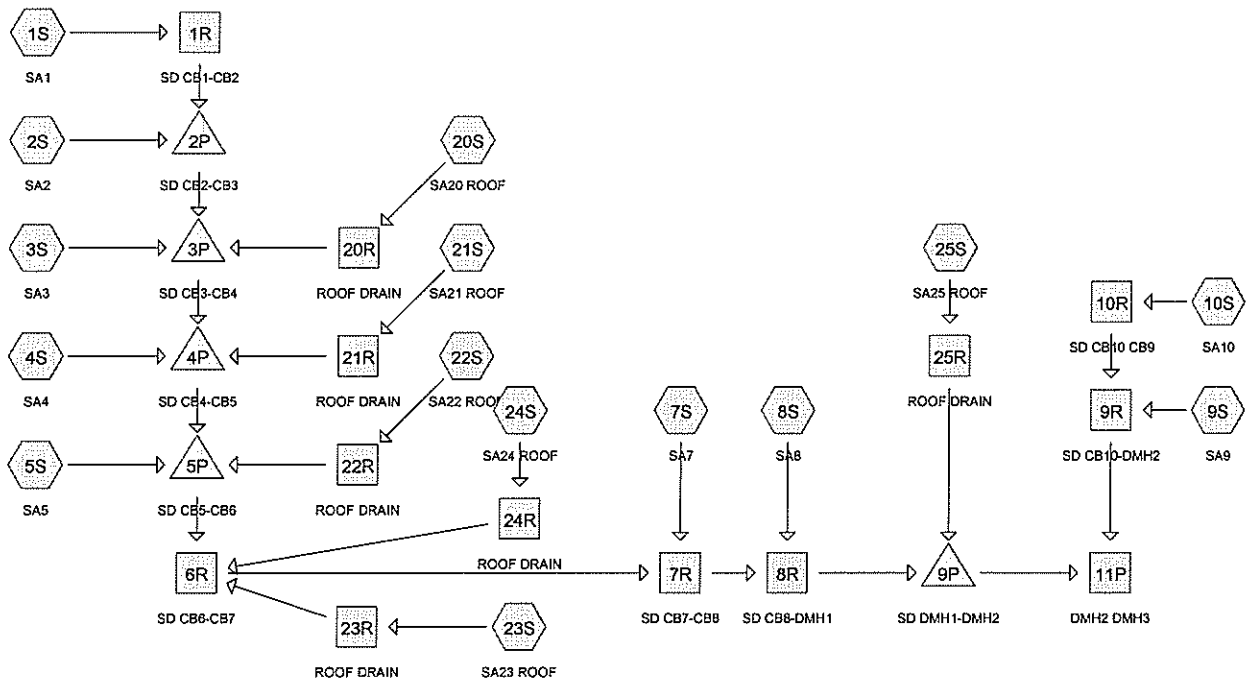 1S
1R
SA1
SD CB1-CB2
2S
2P
20S
SA2
SD CB2-CB3
SA20 ROOF
3S
3P
20R
21S
25S
SA3
SD CB3-CB4
ROOF DRAIN
SA21 ROOF
SA25 ROOF
10R
10S
4S
4P
21R
22S
25R
SD CB10 CB9
SA10
SA4
SD CB4-CB5
ROOF DRAIN
SA22 ROOF
ROOF DRAIN
24S
7S
8S
9R
9S
5S
5P
22R
SA24 ROOF
SA7
SA8
SD CB10-DMH2
SA9
SA5
SD CB5-CB6
ROOF DRAIN
24R
ROOF DRAIN
6R
7R
8R
9P
11P
SD CB6-CB7
SD CB7-CB8
SD CB8-DMH1
SD DMH1-DMH2
DMH2 DMH3
23R
23S
ROOF DRAIN
SA23 ROOF